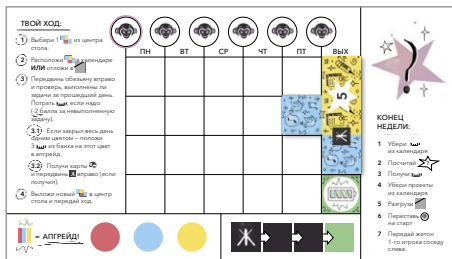 ТВОЙ ХОД:
1 Выбери 1 из центра
стола.
2 Расположи в календаре
ИЛИ отложи в
3 Передвинь обезьяну вправо
и проверь, выполнены ли
задачи за прошедший день.
Потрать, если надо
(-2 балла за невыполненную
задачу).
3.1 Если закрыл весь день
одним цветом – положи
3 из банка на этот цвет
в апгрейд.
3.2 Получи карты
и передвинь вправо (если
получил).
4 Выложи новый в центр
стола и передай ход.
ПН ВТ СР ЧТ ПТ ВЫХ
5
Ж
?
КОНЕЦ
НЕДЕЛИ:
1 Убери
из календаря
2 Посчитай
3 Получи
4 Убери проекты
из календаря
5 Разгрузи
6 Переставь
на старт
7 Передай жетон
1-го игрока соседу
слева.
= АПГРЕЙД!
Ж